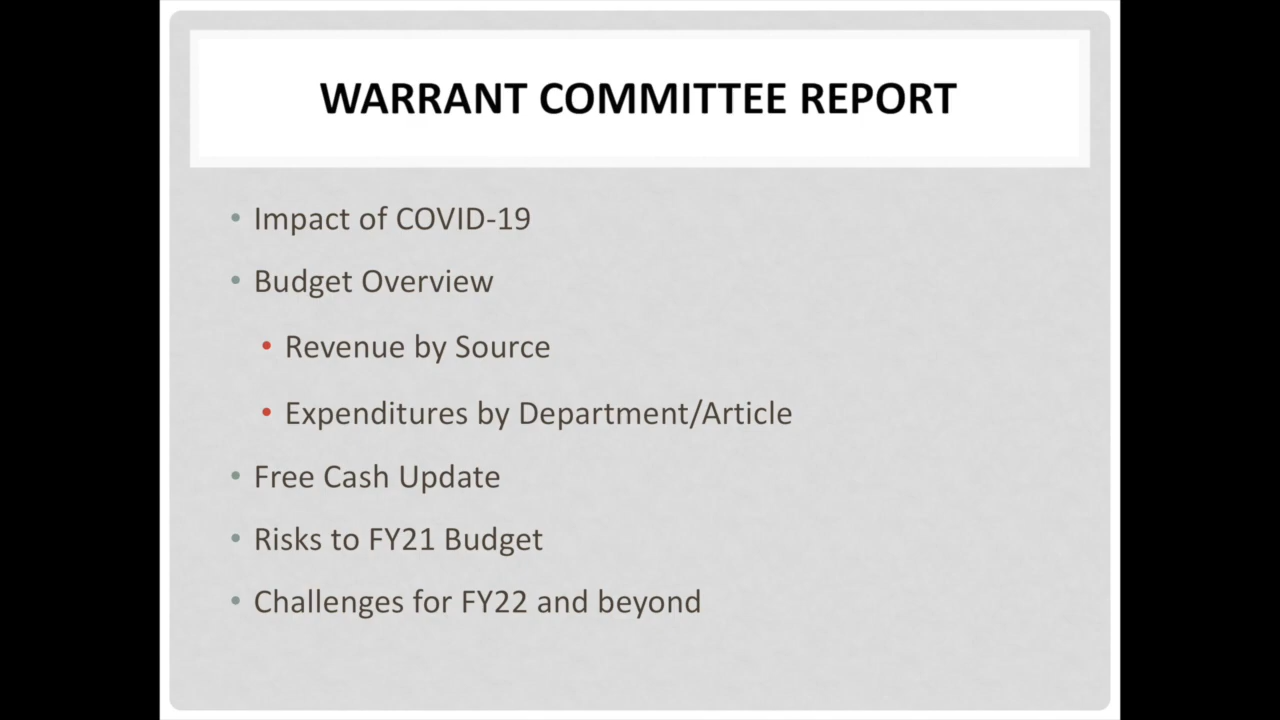 WARRANT COMMITTEE REPORT
• Impact of COVID-19
• Budget Overview
• Revenue by Source
• Expenditures by Department/Article
• Free Cash Update
• Risks to FY21 Budget
• Challenges for FY22 and beyond